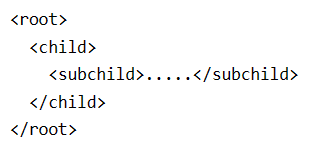 <root>
  <child>
    <subchild>.....</subchild>
  </child>
</root>